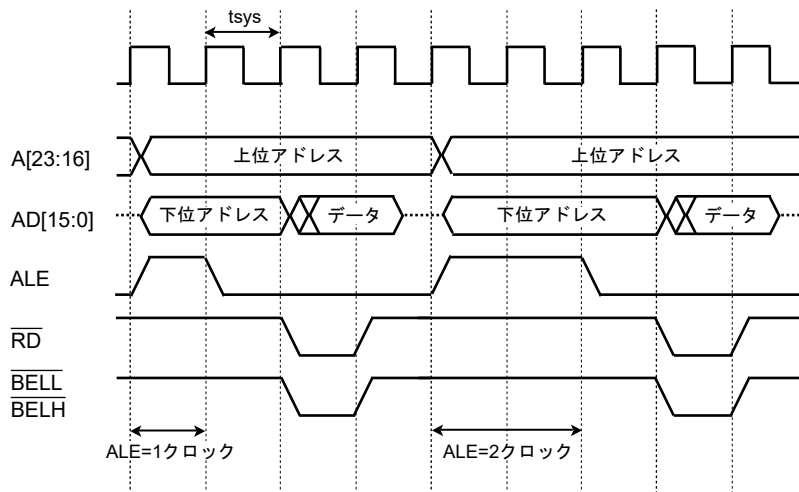 tsys
A[23:16]
上位アドレス
上位アドレス
AD[15:0]
下位アドレス
データ
下位アドレス
データ
ALE
RD
BELL
BELH
ALE=1クロック
ALE=2クロック